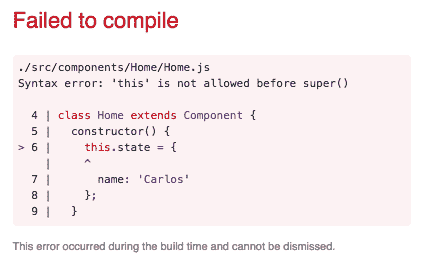 Failed to compile
./src/components/Home/Home.js
Syntax error: 'this' is not allowed before super()
  4 | class Home extends Component {
  5 |   constructor() {
> 6 |     this.state = {
    |     ^
  7 |       name: 'Carlos'
  8 |     };
  9 |   }
This error occurred during the build time and cannot be dismissed.